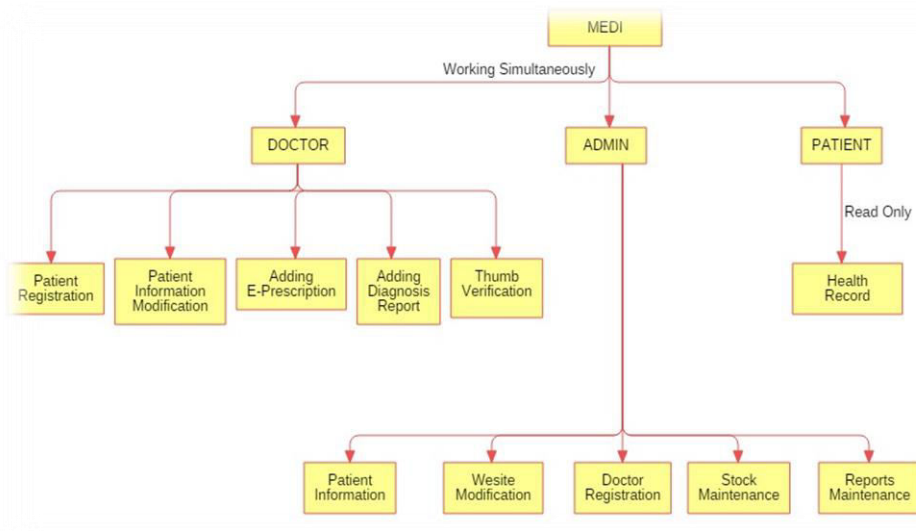 MEDI
Working Simultaneously
DOCTOR
ADMIN
PATIENT
Read Only
Patient
Registration
Patient
Information
Modification
Adding
E-Prescription
Adding
Diagnosis
Report
Thumb
Verification
Health
Record
Patient
Information
Wesite
Modification
Doctor
Registration
Stock
Maintenance
Reports
Maintenance